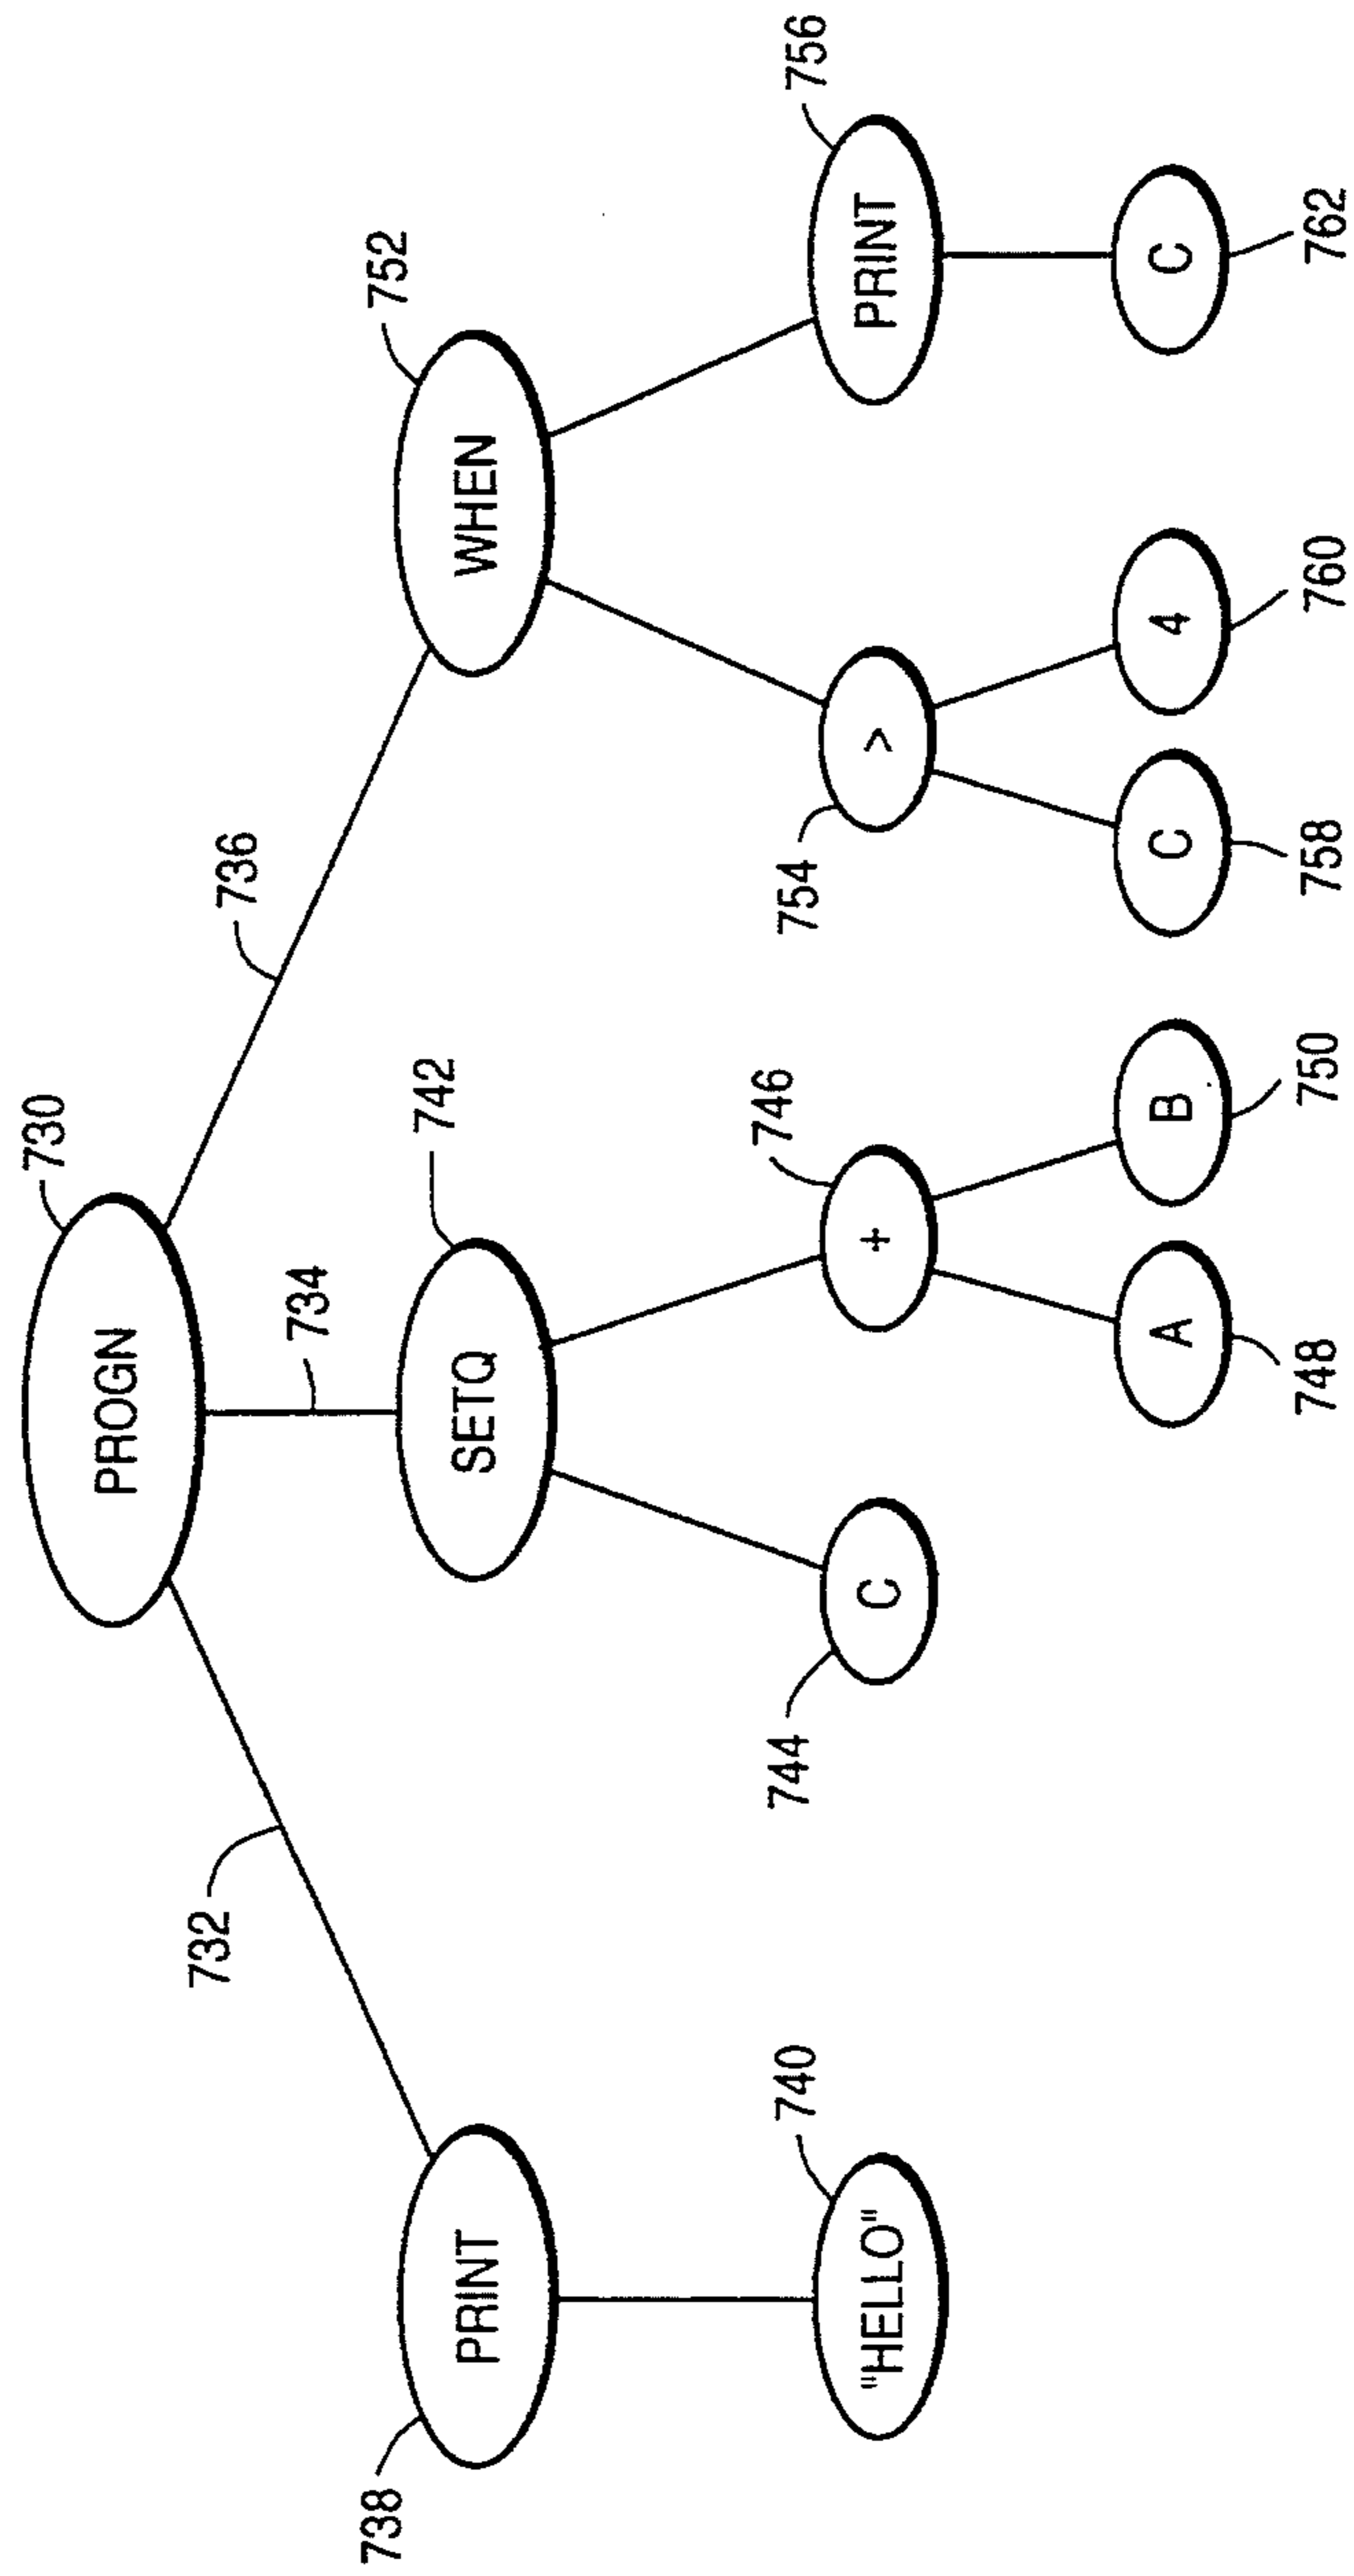 730
PROGN
732
734
736
738
742
752
PRINT
SETQ
WHEN
740
744
746
754
756
"HELLO"
C
+
>
PRINT
A
B
C
4
C
748
750
758
760
762